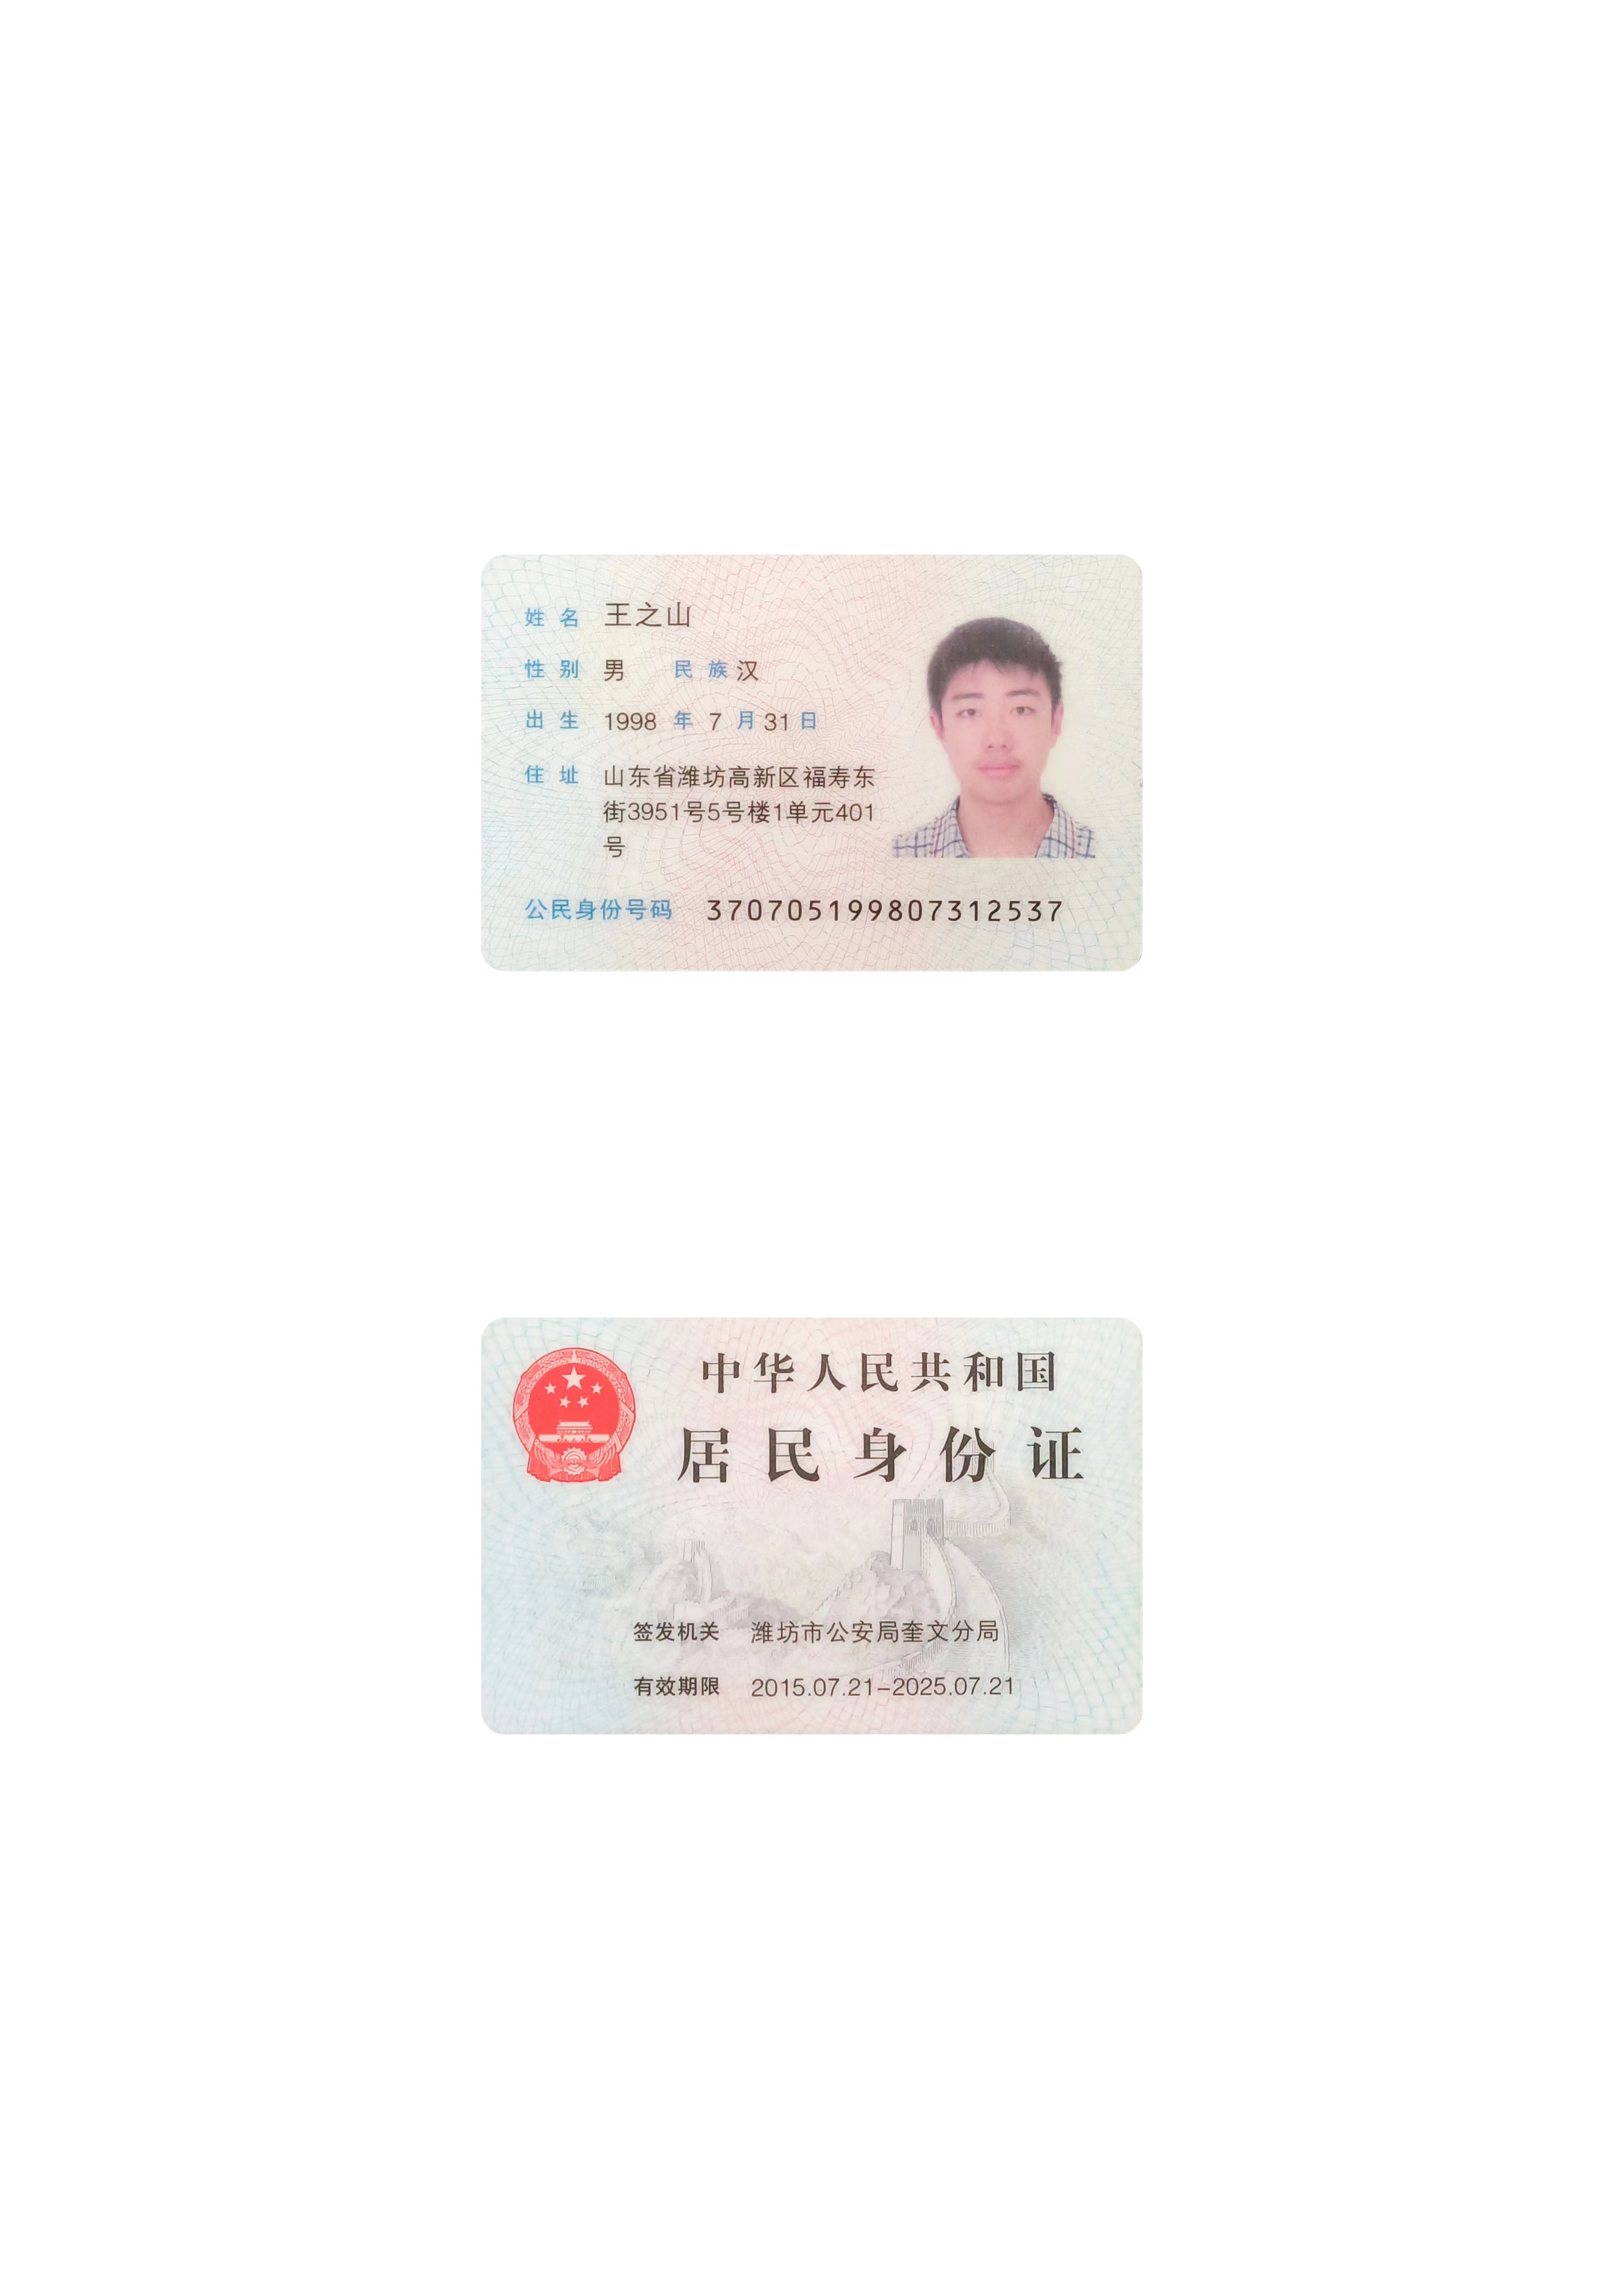 姓名 王之山
性别 男 民族 汉
出生 1998 年 7 月 31 日
住址 山东省潍坊高新区福寿东
街3951号5号楼1单元401
号
公民身份号码 370705199807312537
中华人民共和国
居民身份证
签发机关 潍坊市公安局奎文分局
有效期限 2015.07.21-2025.07.21